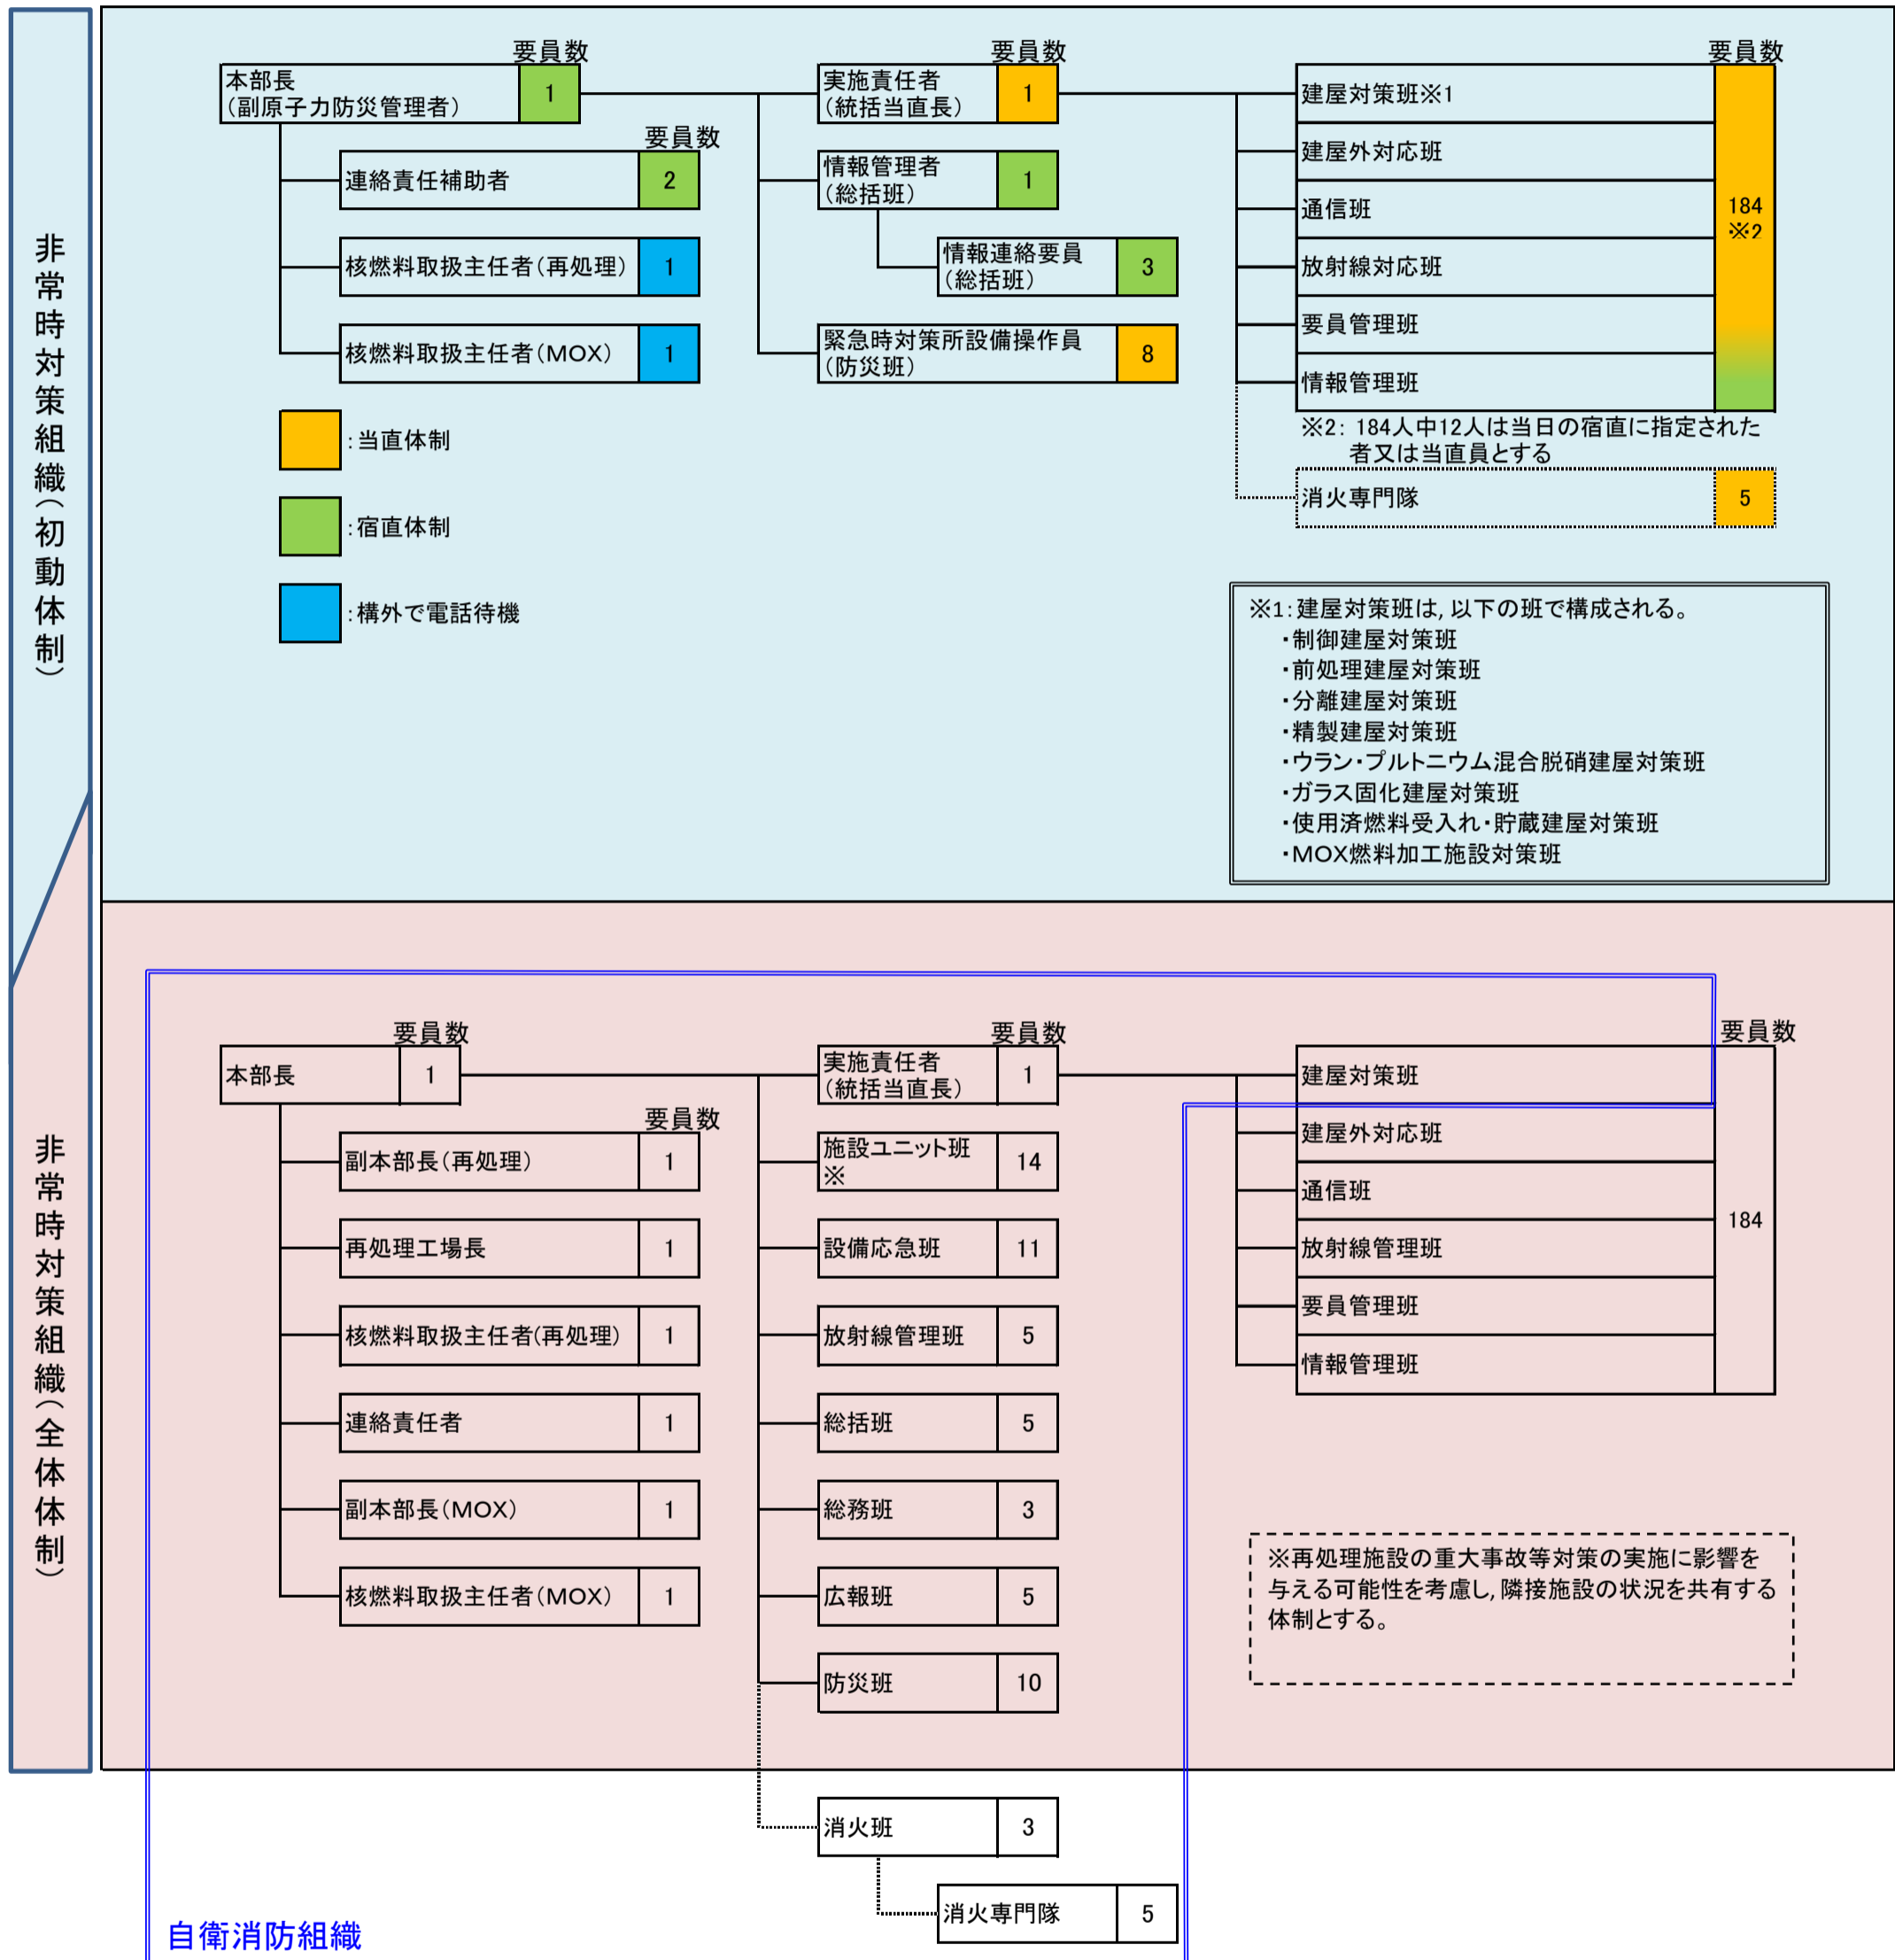 非常時対策組織（初動体制）
要員数
本部長
（副原子力防災管理者）
1
要員数
連絡責任補助者
2
核燃料取扱主任者（再処理）
1
核燃料取扱主任者（MOX）
1
：当直体制
：宿直体制
：構外で電話待機
要員数
実施責任者
（統括当直長）
1
情報管理者
（総括班）
1
情報連絡要員
（総括班）
3
緊急時対策所設備操作員
（防災班）
8
要員数
建屋対策班※1
建屋外対応班
通信班
放射線対応班
要員管理班
情報管理班
184
※2
※2： 184人中12人は当日の宿直に指定された
者又は当直員とする
消火専門隊
5
※1：建屋対策班は，以下の班で構成される。
・制御建屋対策班
・前処理建屋対策班
・分離建屋対策班
・精製建屋対策班
・ウラン・プルトニウム混合脱硝建屋対策班
・ガラス固化建屋対策班
・使用済燃料受入れ・貯蔵建屋対策班
・MOX燃料加工施設対策班
非常時対策組織（全体体制）
要員数
本部長
1
要員数
副本部長（再処理）
1
再処理工場長
1
核燃料取扱主任者（再処理）
1
連絡責任者
1
副本部長（MOX）
1
核燃料取扱主任者（MOX）
1
要員数
実施責任者
（統括当直長）
1
施設ユニット班
※
14
設備応急班
11
放射線管理班
5
総括班
5
総務班
3
広報班
5
防災班
10
要員数
建屋対策班
建屋外対応班
通信班
放射線管理班
要員管理班
情報管理班
184
※再処理施設の重大事故等対策の実施に影響を
与える可能性を考慮し，隣接施設の状況を共有する
体制とする。
消火班
3
消火専門隊
5
自衛消防組織